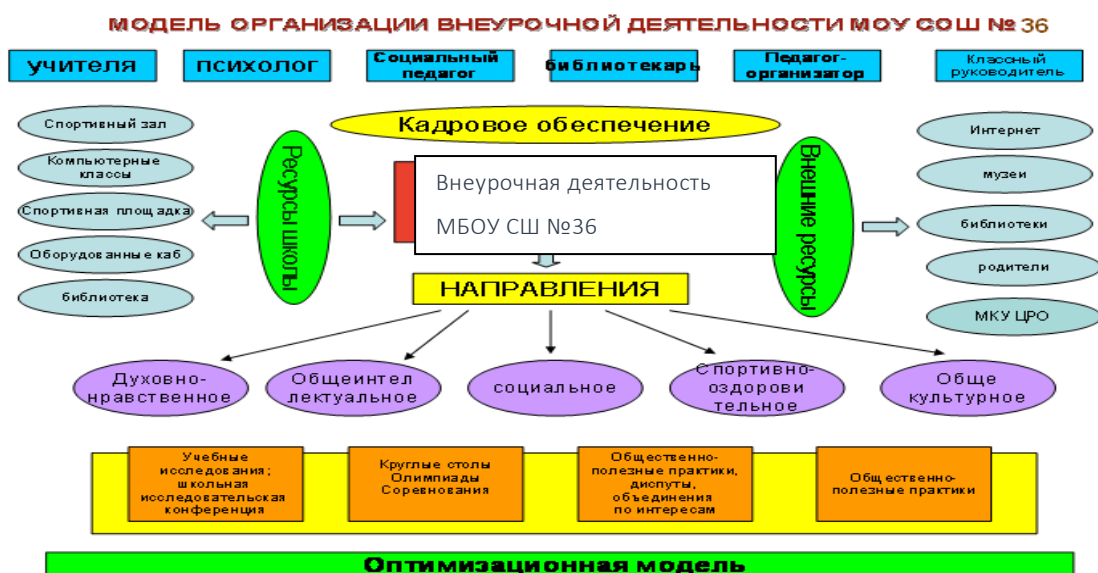 МОДЕЛЬ ОРГАНИЗАЦИИ ВНЕУРОЧНОЙ ДЕЯТЕЛЬНОСТИ МОУ СОШ № 36
учителя
психолог
Социальный
педагог
библиотекарь
Педагог-
организатор
Классный
руководитель
Кадровое обеспечение
Спортивный зал
Компьютерные
классы
Спортивная площадка
Оборудованные каб
библиотека
Ресурсы школы
Внеурочная деятельность
МБОУ СШ №36
Внешние ресурсы
Интернет
музеи
библиотеки
родители
МКУ ЦРО
НАПРАВЛЕНИЯ
Духовно-
нравственное
Общеинтел
лектуальное
социальное
Спортивно-
оздорови
тельное
Обще
культурное
Учебные
исследования;
школьная
исследовательская
конференция
Круглые столы
Олимпиады
Соревнования
Общественно-
полезные практики,
диспуты,
объединения
по интересам
Общественно-
полезные практики
Оптимизационная модель